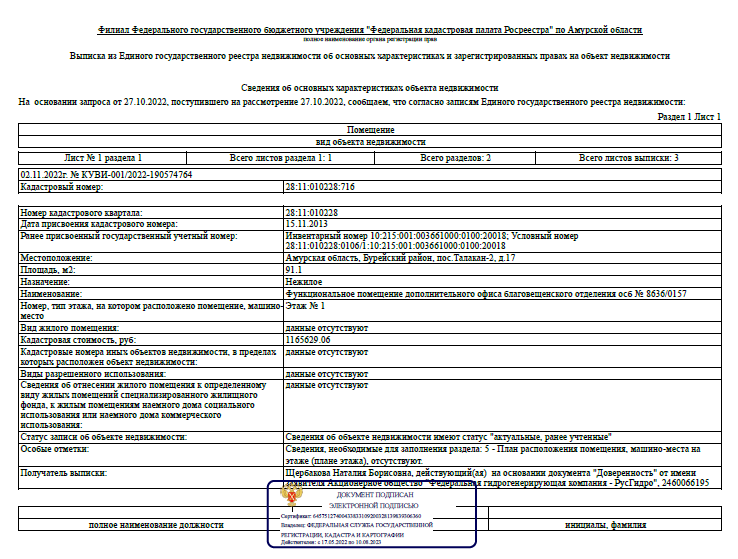 Филиал Федерального государственного бюджетного учреждения "Федеральная кадастровая палата Росреестра" по Амурской области
полное наименование органа регистрации прав
Выписка из Единого государственного реестра недвижимости об основных характеристиках и зарегистрированных правах на объект недвижимости
Сведения об основных характеристиках объекта недвижимости
На основании запроса от 27.10.2022, поступившего на рассмотрение 27.10.2022, сообщаем, что согласно записям Единого государственного реестра недвижимости:
Раздел 1 Лист 1
Помещение
вид объекта недвижимости
Лист № 1 раздела 1 Всего листов раздела 1: 1 Всего разделов: 2 Всего листов выписки: 3
02.11.2022г. № КУВИ-001/2022-190574764
Кадастровый номер: 28:11:010228:716
Номер кадастрового квартала: 28:11:010228
Дата присвоения кадастрового номера: 15.11.2013
Ранее присвоенный государственный учетный номер: Инвентарный номер 10:215:001:003661000:0100:20018; Условный номер
28:11:010228:0106/1:10:215:001:003661000:0100:20018
Местоположение: Амурская область, Бурейский район, пос.Талакан-2, д.17
Площадь, м2: 91.1
Назначение: Нежилое
Наименование: Функциональное помещение дополнительного офиса благовещенского отделения осб № 8636/0157
Номер, тип этажа, на котором расположено помещение, машино- Этаж № 1
место
Вид жилого помещения: данные отсутствуют
Кадастровая стоимость, руб: 1165629.06
Кадастровые номера иных объектов недвижимости, в пределах данные отсутствуют
которых расположен объект недвижимости:
Виды разрешенного использования: данные отсутствуют
Сведения об отнесении жилого помещения к определенному данные отсутствуют
виду жилых помещений специализированного жилищного
фонда, к жилым помещениям наемного дома социального
использования или наемного дома коммерческого
использования:
Статус записи об объекте недвижимости: Сведения об объекте недвижимости имеют статус "актуальные, ранее учтенные"
Особые отметки: Сведения, необходимые для заполнения раздела: 5 - План расположения помещения, машино-места на
этаже (плане этажа), отсутствуют.
Получатель выписки: Щербакова Наталия Борисовна, действующий(ая) на основании документа "Доверенность" от имени
заявителя Акционерное общество "Федеральная гидрогенерирующая компания - РусГидро", 2460066195
ДОКУМЕНТ ПОДПИСАН
ЭЛЕКТРОННОЙ ПОДПИСЬЮ
Сертификат:
Владелец: ФЕДЕРАЛЬНАЯ СЛУЖБА ГОСУДАРСТВЕННОЙ
полное наименование должности инициалы, фамилия
РЕГИСТРАЦИИ, КАДАСТРА И КАРТОГРАФИИ
Действителен: с 17.05.2022 по 10.08.2023